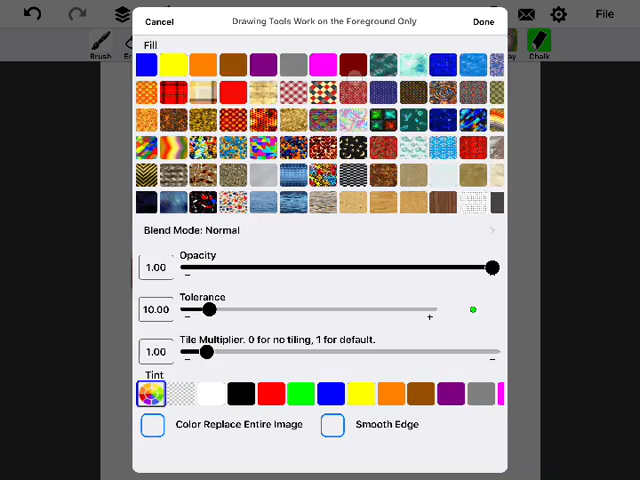 Cancel Drawing Tools Work on the Foreground Only Done
File
Brush
Chalk
Fill
Blend Mode: Normal
Opacity
1.00
Tolerance
10.00
Tile Multiplier. 0 for no tiling, 1 for default.
1.00
Tint
Color Replace Entire Image Smooth Edge